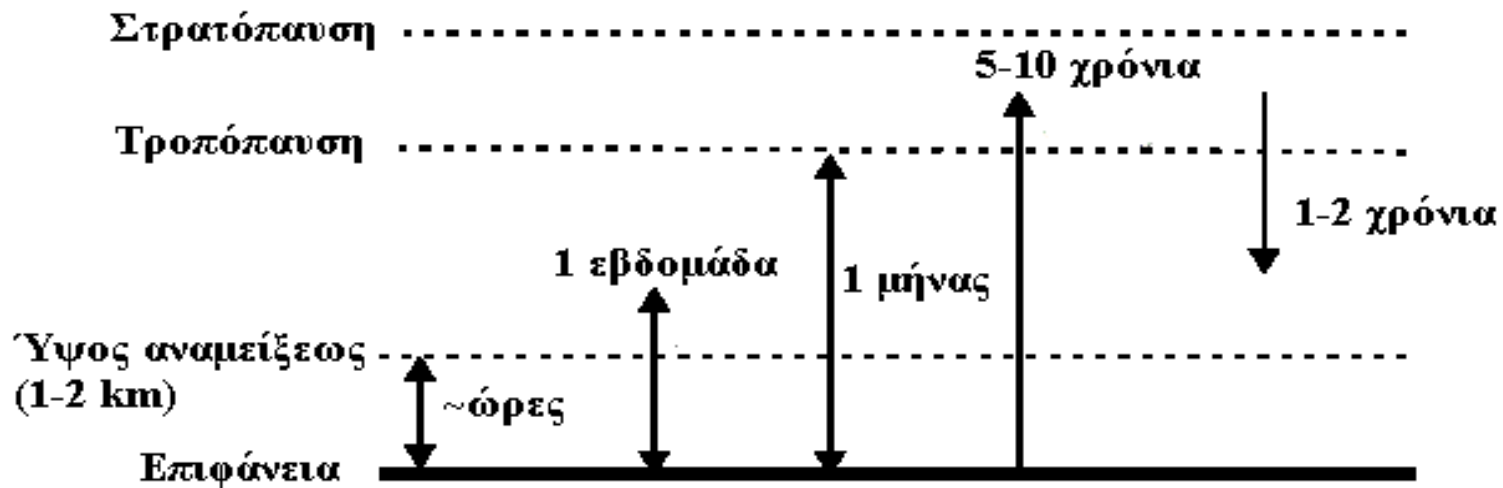 Στρατόπαυση
5-10 χρόνια
Τροπόπαυση
1-2 χρόνια
1 εβδομάδα
1 μήνας
Ύψος αναμείξεως
(1-2 km)
~ώρες
Επιφάνεια